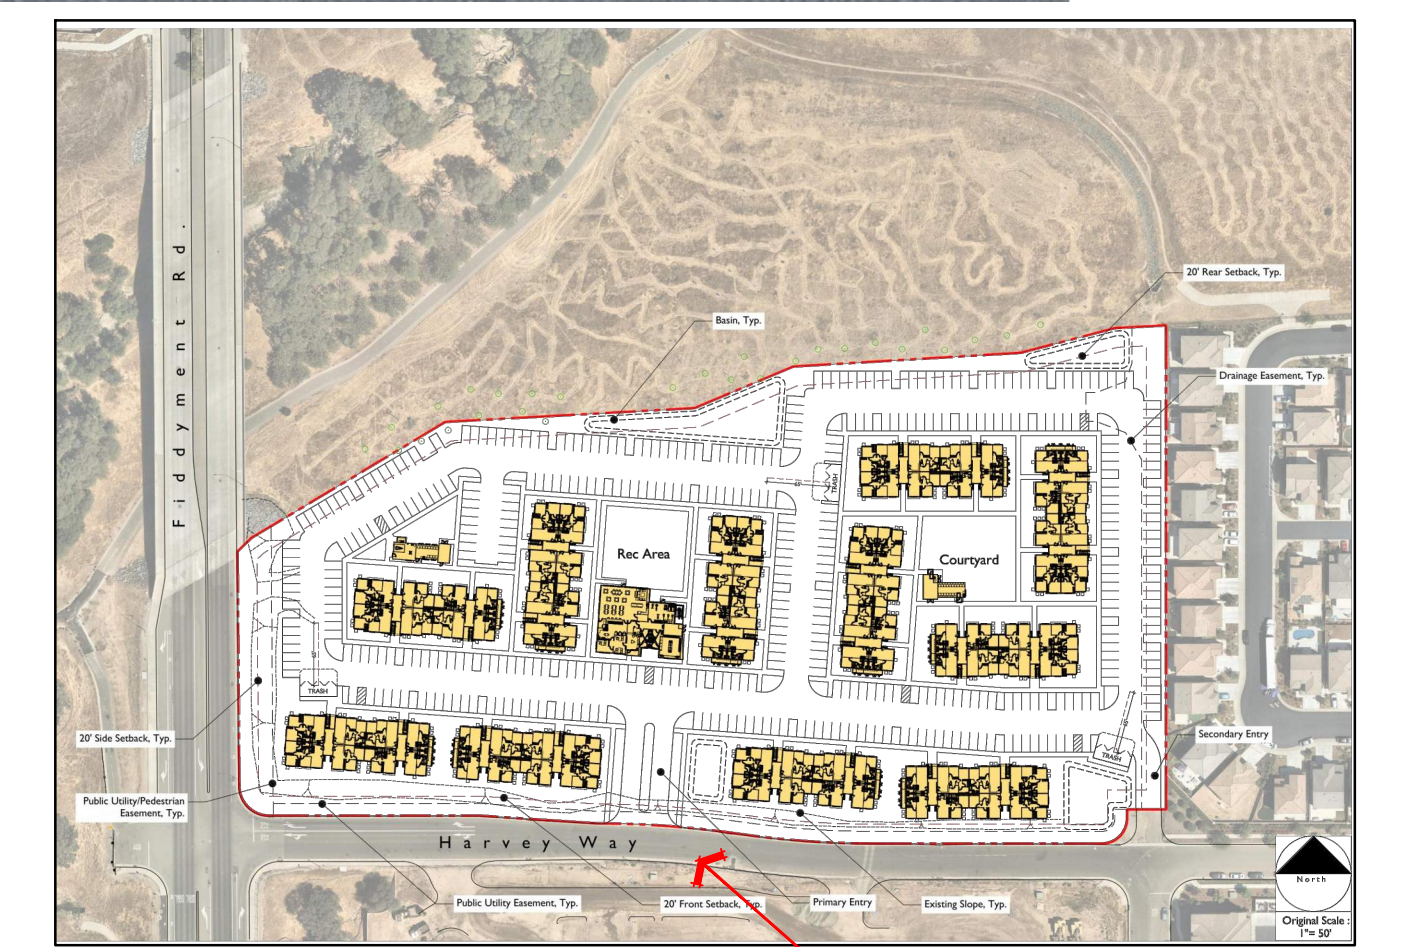 Fiddyment Rd.
20' Rear Setback, Typ.
Basin, Typ.
Drainage Easement, Typ.
TRASH
Rec Area
Courtyard
TRASH
20' Side Setback, Typ.
Secondary Entry
TRASH
Public Utility/Pedestrian
Easement, Typ.
Harvey Way
North
Public Utility Easement, Typ.
20' Front Setback, Typ.
Primary Entry
Existing Slope, Typ.
Original Scale :
1"= 50'